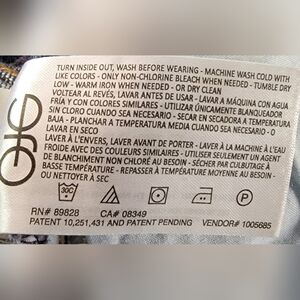 TURN INSIDE OUT, WASH BEFORE WEARING - MACHINE WASH COLD WITH
LIKE COLORS - ONLY NON-CHLORINE BLEACH WHEN NEEDED - TUMBLE DRY
LOW - WARM IRON WHEN NEEDED - OR DRY CLEAN
VOLTEAR AL REVÉS, LAVAR ANTES DE USAR - LAVAR A MÁQUINA CON AGUA
FRÍA Y CON COLORES SIMILARES - UTILIZAR ÚNICAMENTE BLANQUEADOR
SIN CLORO CUANDO SEA NECESARIO - SECAR EN SECADORA A TEMPERATURA
BAJA - PLANCHAR A TEMPERATURA MEDIA CUANDO SEA NECESARIO - O
LAVAR EN SECO
LAVER À L'ENVERS, LAVER AVANT DE PORTER - LAVER À LA MACHINE À L'EAU
FROIDE AVEC DE COULEURS SIMILAIRES - UTILISER SEULEMENT UN AGENT
DE BLANCHIMENT NON CHLORÉ AU BESOIN - SÉCHER PAR CULBUTAGE À
BASSE TEMPÉRATURE - REPASSER À TEMPÉRATURE MOYENNE AU BESOIN -
OU NETTOYER À SEC
30C
P
RN# 89828 CA# 08349
PATENT 10,251,431 AND PATENT PENDING VENDOR# 1005685